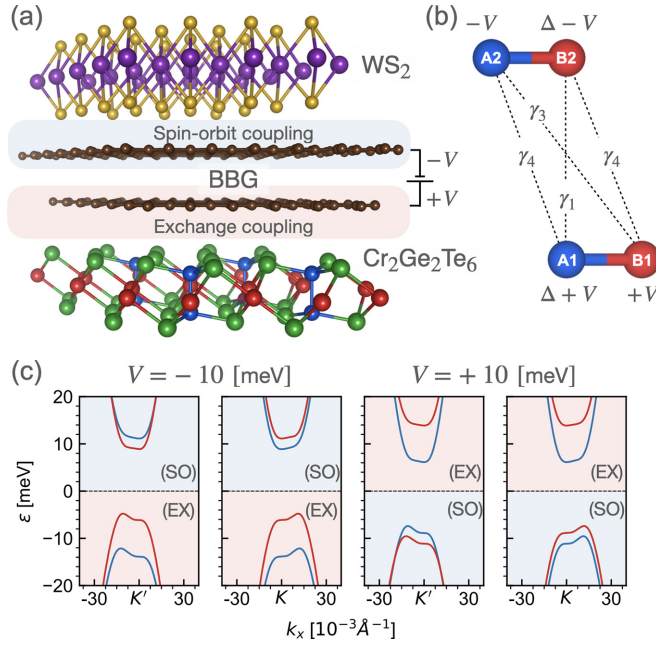 (a)
WS2
Spin-orbit coupling
BBG
−V
+V
Exchange coupling
Cr2Ge2Te6
(b)
−V Δ − V
A2 B2
γ3
γ4 γ4
γ1
A1 B1
Δ + V +V
(c) V = − 10 [meV] V = +10 [meV]
ε [meV]
20
10
0
−10
−20
(SO) (SO) (EX) (EX)
(EX) (EX) (SO) (SO)
-30 K′ 30 -30 K 30 -30 K′ 30 -30 K 30
kx [10−3Å−1]